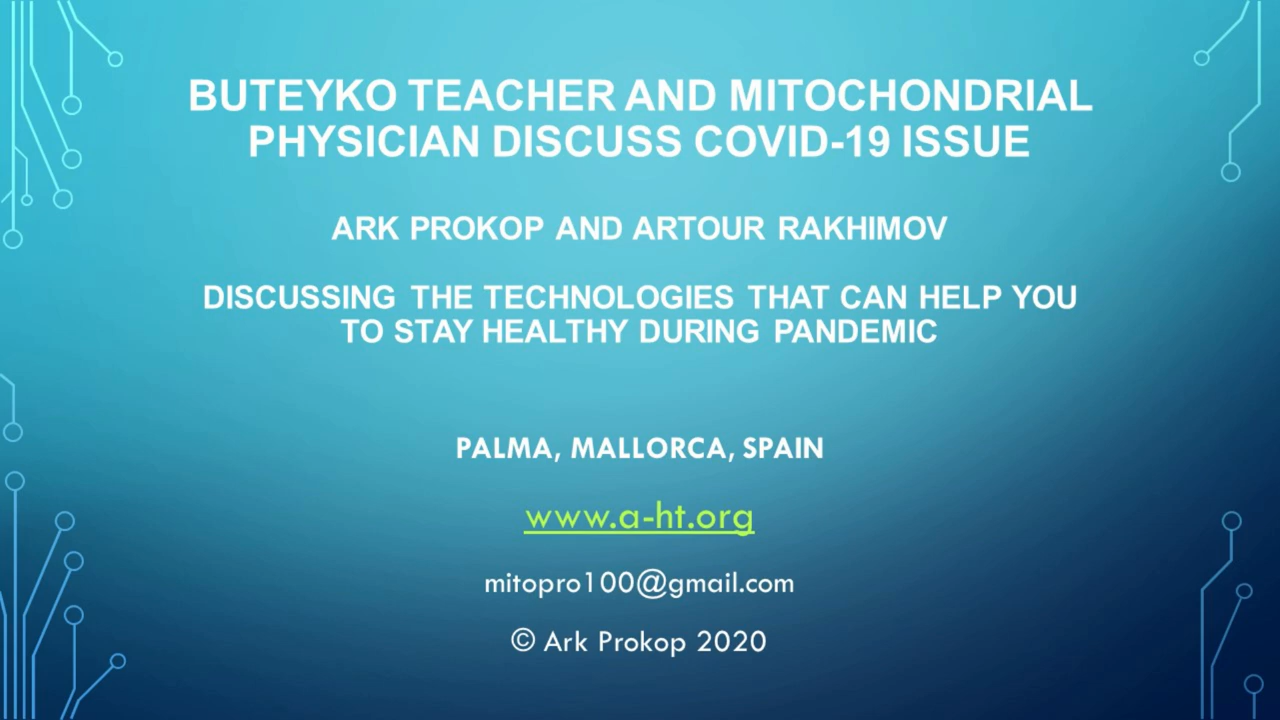 BUTEYKO TEACHER AND MITOCHONDRIAL
PHYSICIAN DISCUSS COVID-19 ISSUE
ARK PROKOP AND ARTOUR RAKHIMOV
DISCUSSING THE TECHNOLOGIES THAT CAN HELP YOU
TO STAY HEALTHY DURING PANDEMIC
PALMA, MALLORCA, SPAIN
www.a-ht.org
mitopro100@gmail.com
© Ark Prokop 2020